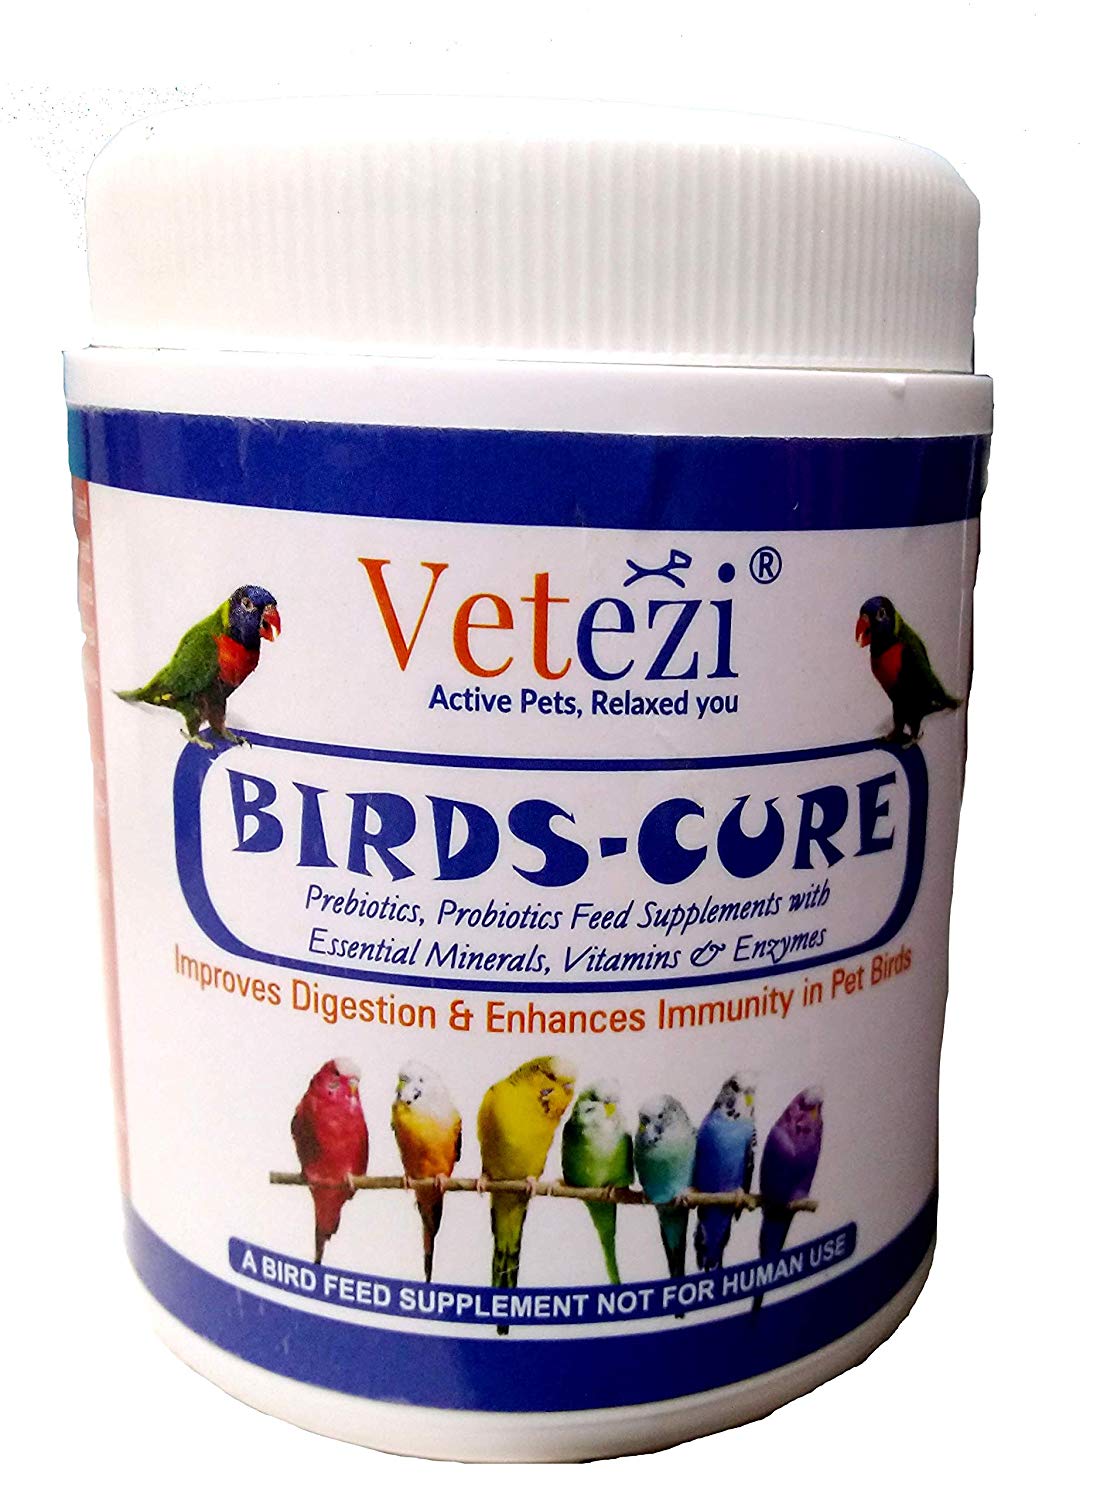 Vetezi®
Active Pets, Relaxed you
BIRDS-CURE
Prebiotics, Probiotics Feed Supplements with
Essential Minerals, Vitamins & Enzymes
Improves Digestion & Enhances Immunity in Pet Birds
A BIRD FEED SUPPLEMENT NOT FOR HUMAN USE